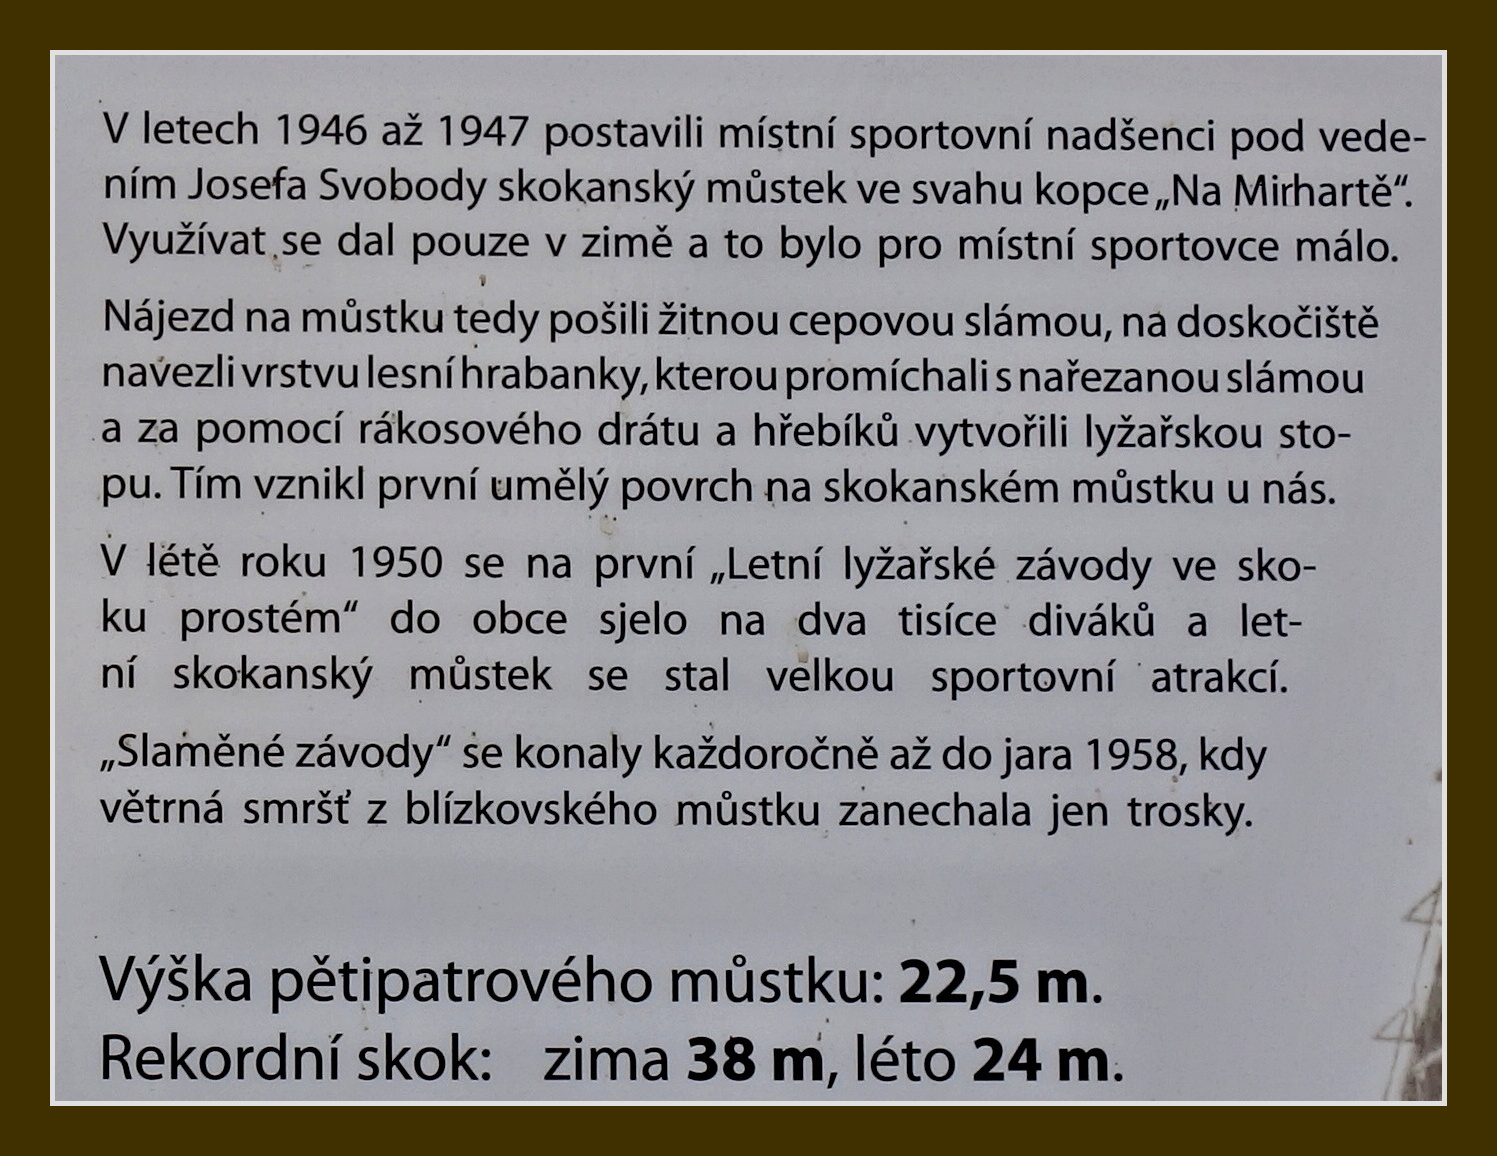 V letech 1946 až 1947 postavili místní sportovní nadšenci pod vede-
ním Josefa Svobody skokanský můstek ve svahu kopce „Na Mirhartě“.
Využívat se dal pouze v zimě a to bylo pro místní sportovce málo.
Nájezd na můstku tedy pošili žitnou cepovou slámou, na doskočiště
navezli vrstvu lesní hrabanky, kterou promíchali s nařezanou slámou
a za pomocí rákosového drátu a hřebíků vytvořili lyžařskou sto-
pu. Tím vznikl první umělý povrch na skokanském můstku u nás.
V létě roku 1950 se na první „Letní lyžařské závody ve sko-
ku prostém“ do obce sjelo na dva tisíce diváků a let-
ní skokanský můstek se stal velkou sportovní atrakcí.
„Slaměné závody“ se konaly každoročně až do jara 1958, kdy
větrná smršť z blízkovského můstku zanechala jen trosky.
Výška pětipatrového můstku: 22,5 m.
Rekordní skok: zima 38 m, léto 24 m.